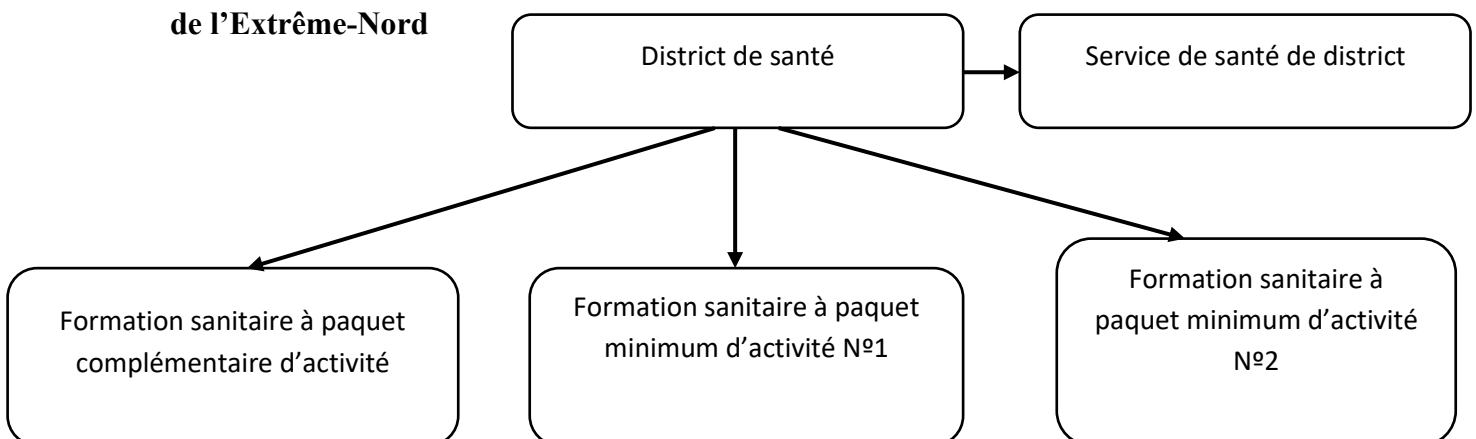 de l’Extrême-Nord
District de santé
Service de santé de district
Formation sanitaire à paquet
complémentaire d’activité
Formation sanitaire à paquet
minimum d’activité Nº1
Formation sanitaire à
paquet minimum d’activité
Nº2